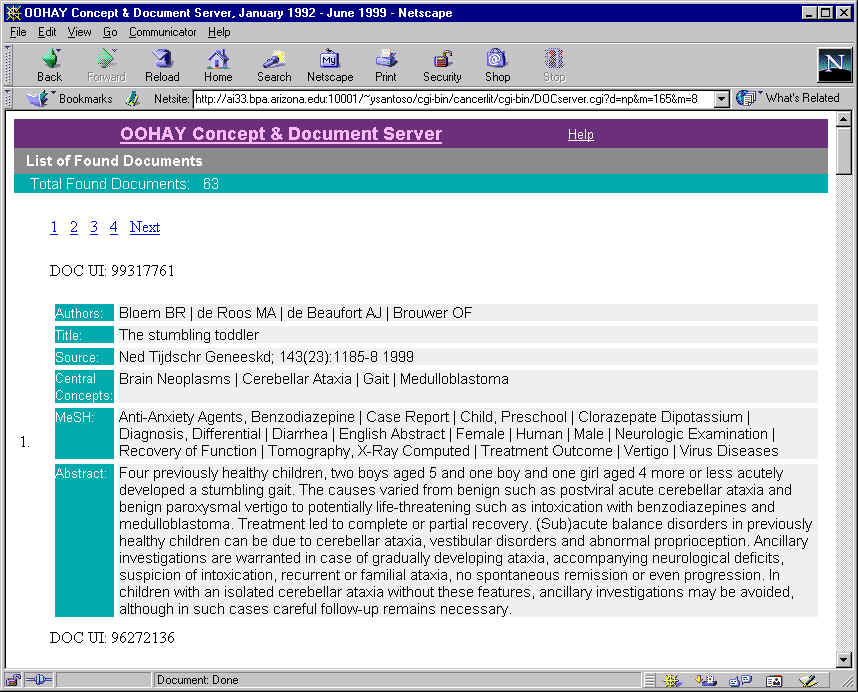 OOHAY Concept & Document Server, January 1992 - June 1999 - Netscape
File Edit View Go Communicator Help
Back Forward Reload Home Search Netscape Print Security Shop Stop
Bookmarks Netsite: http://ai33.bpa.arizona.edu:10001/~ysantoso/cgi-bin/cancerlit/cgi-bin/DOCserver.cgi?d=np&m=165&m=8 What's Related
OOHAY Concept & Document Server Help
List of Found Documents
Total Found Documents: 63
1 2 3 4 Next
DOC UI: 99317761
1.
Authors: Bloem BR | de Roos MA | de Beaufort AJ | Brouwer OF
Title: The stumbling toddler
Source: Ned Tijdschr Geneeskd; 143(23):1185-8 1999
Central Concepts: Brain Neoplasms | Cerebellar Ataxia | Gait | Medulloblastoma
MeSH: Anti-Anxiety Agents, Benzodiazepine | Case Report | Child, Preschool | Clorazepate Dipotassium |
Diagnosis, Differential | Diarrhea | English Abstract | Female | Human | Male | Neurologic Examination |
Recovery of Function | Tomography, X-Ray Computed | Treatment Outcome | Vertigo | Virus Diseases
Abstract: Four previously healthy children, two boys aged 5 and one boy and one girl aged 4 more or less acutely
developed a stumbling gait. The causes varied from benign such as postviral acute cerebellar ataxia and
benign paroxysmal vertigo to potentially life-threatening such as intoxication with benzodiazepines and
medulloblastoma. Treatment led to complete or partial recovery. (Sub)acute balance disorders in previously
healthy children can be due to cerebellar ataxia, vestibular disorders and abnormal proprioception. Ancillary
investigations are warranted in case of gradually developing ataxia, accompanying neurological deficits,
suspicion of intoxication, recurrent or familial ataxia, no spontaneous remission or even progression. In
children with an isolated cerebellar ataxia without these features, ancillary investigations may be avoided,
although in such cases careful follow-up remains necessary.
DOC UI: 96272136
Document: Done